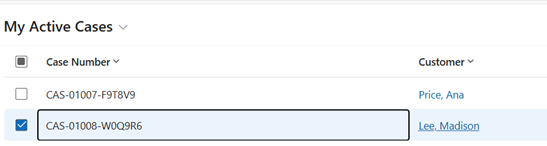 My Active Cases
Case Number Customer
CAS-01007-F9T8V9 Price, Ana
CAS-01008-W0Q9R6 Lee, Madison